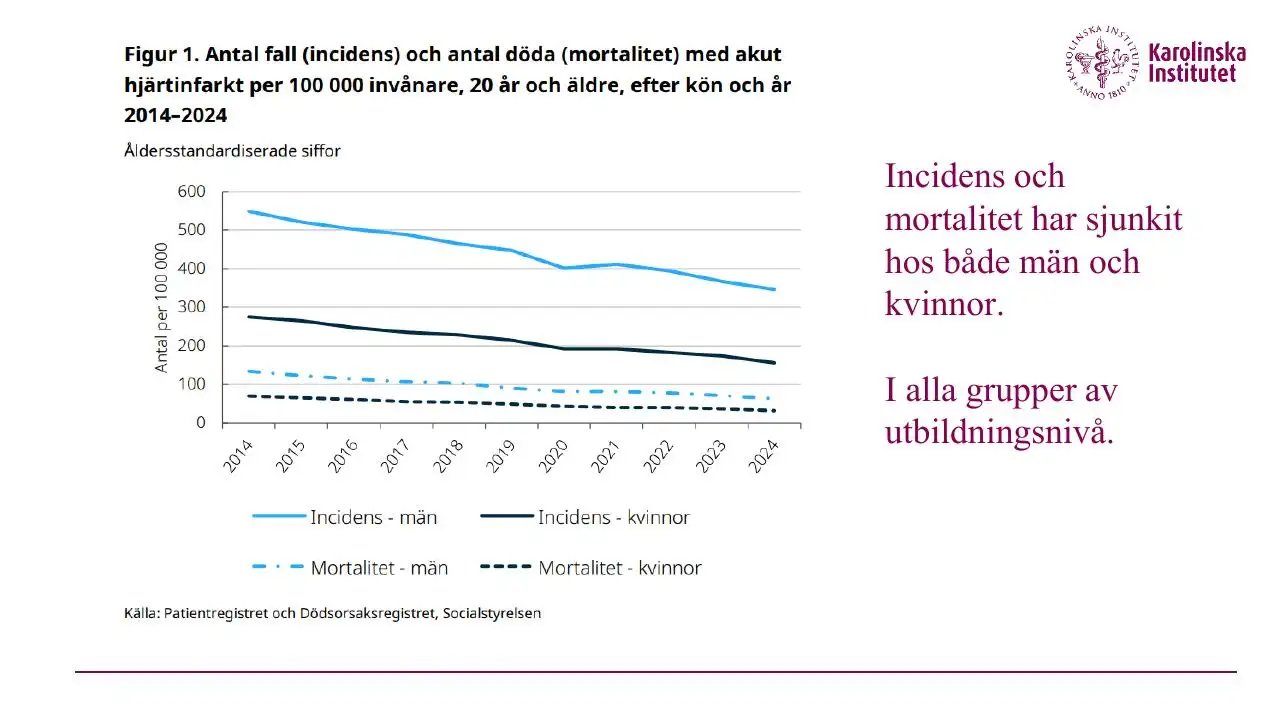 Figur 1. Antal fall (incidens) och antal döda (mortalitet) med akut
hjärtinfarkt per 100 000 invånare, 20 år och äldre, efter kön och år
2014–2024
Åldersstandardiserade siffor
KAROLINSKA INSTITUTET
ANNO 1810
Karolinska
Institutet
Antal per 100 000
600
500
400
300
200
100
0
2014
2015
2016
2017
2018
2019
2020
2021
2022
2023
2024
Incidens - män
Incidens - kvinnor
Mortalitet - män
Mortalitet - kvinnor
Källa: Patientregistret och Dödsorsaksregistret, Socialstyrelsen
Incidens och
mortalitet har sjunkit
hos både män och
kvinnor.
I alla grupper av
utbildningsnivå.